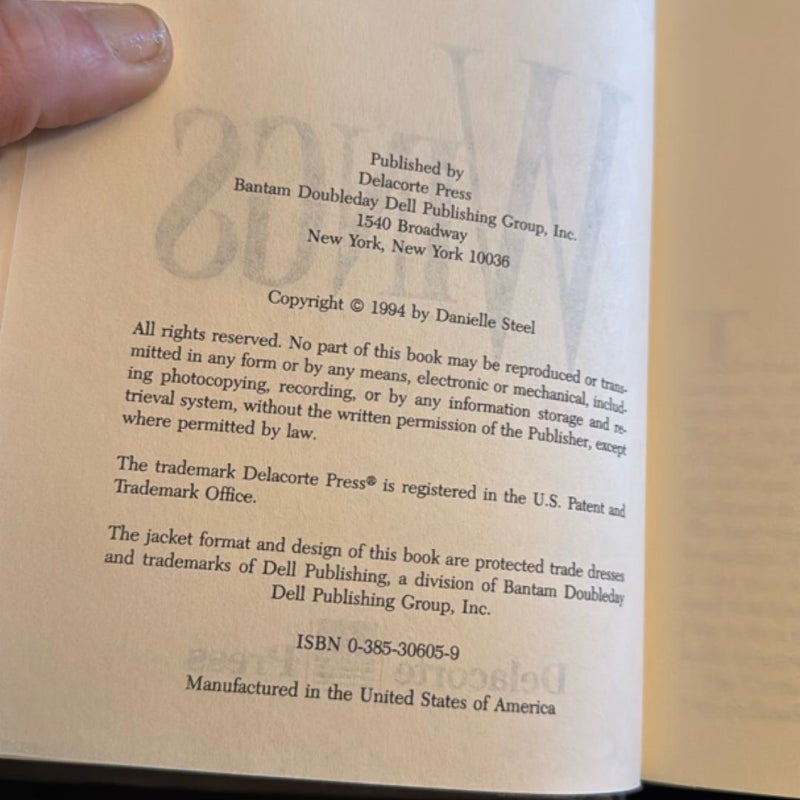 WINGS
Published by
Delacorte Press
Bantam Doubleday Dell Publishing Group, Inc.
1540 Broadway
New York, New York 10036
Copyright © 1994 by Danielle Steel
All rights reserved. No part of this book may be reproduced or trans-
mitted in any form or by any means, electronic or mechanical, includ-
ing photocopying, recording, or by any information storage and re-
trieval system, without the written permission of the Publisher, except
where permitted by law.
The trademark Delacorte Press® is registered in the U.S. Patent and
Trademark Office.
The jacket format and design of this book are protected trade dresses
and trademarks of Dell Publishing, a division of Bantam Doubleday
Dell Publishing Group, Inc.
ISBN 0-385-30605-9
Delacorte Press
Manufactured in the United States of America